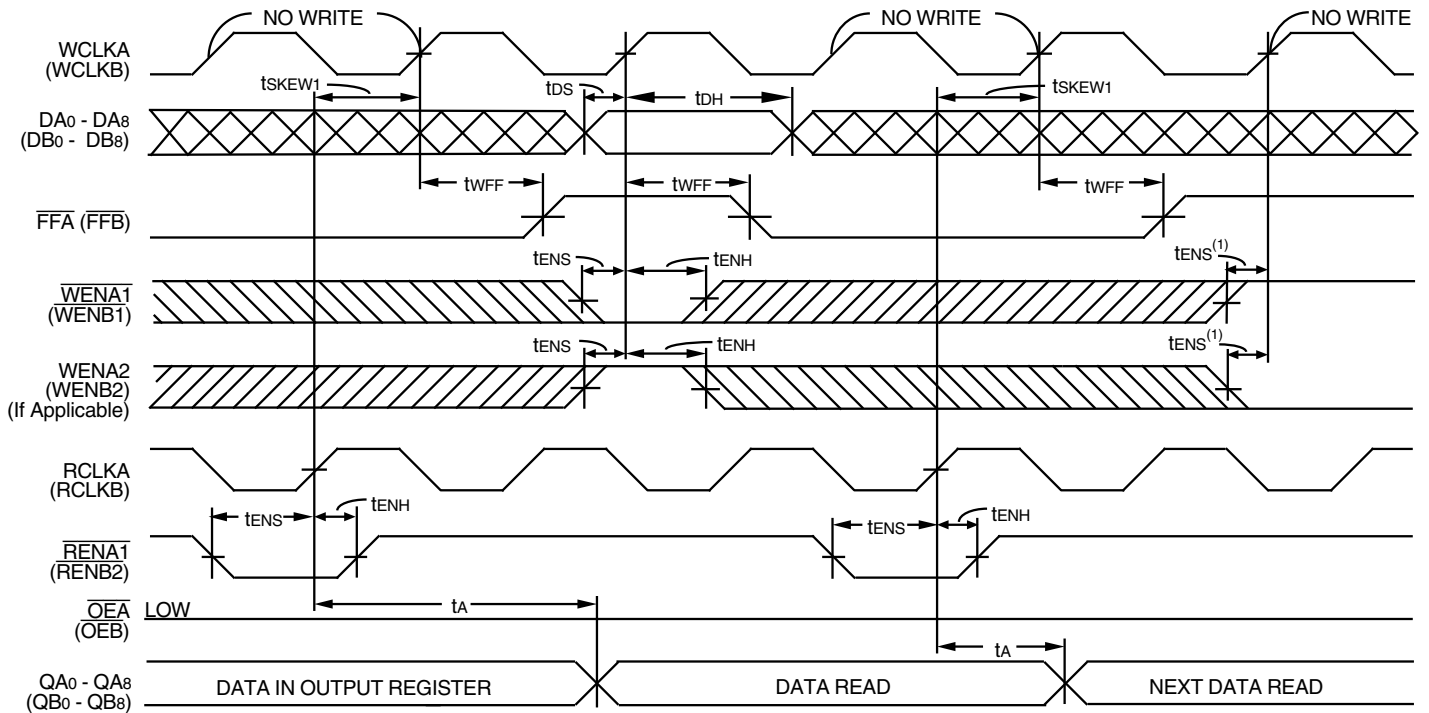 NO WRITE
NO WRITE
NO WRITE
WCLKA
(WCLKB)
tSKEW1
tDS
tDH
tSKEW1
DA0 - DA8
(DB0 - DB8)
tWFF
tWFF
tWFF
FFA (FFB)
tENS
tENH
tENS(1)
WENA1
(WENB1)
tENS
tENH
tENS(1)
WENA2
(WENB2)
(If Applicable)
RCLKA
(RCLKB)
tENS
tENH
tENS
tENH
RENA1
(RENB2)
tA
OEA LOW
(OEB)
tA
QA0 - QA8
(QB0 - QB8)
DATA IN OUTPUT REGISTER
DATA READ
NEXT DATA READ